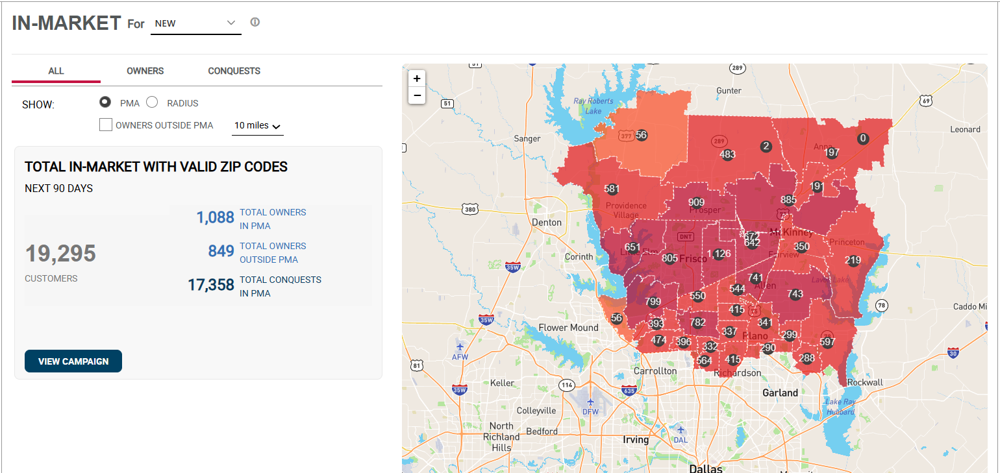 IN-MARKET For NEW
ALL OWNERS CONQUESTS
SHOW: PMA RADIUS
OWNERS OUTSIDE PMA 10 miles
TOTAL IN-MARKET WITH VALID ZIP CODES
NEXT 90 DAYS
1,088 TOTAL OWNERS
IN PMA
849 TOTAL OWNERS
OUTSIDE PMA
19,295
CUSTOMERS
17,358 TOTAL CONQUESTS
IN PMA
VIEW CAMPAIGN
+
−
51
289
Gunter
51
Ray Roberts
Lake
69
Leonard
Sanger
377 56
289
483
2
0
Anna
197
581
191
Providence
Village
909
Prosper
885
380
75
Denton
McKinney
DNT
672
642
651
Little Elm
805
Frisco
1,126
350
Fairview
Princeton
219
Corinth
35W
741
Allen
Lavon Lake
544
743
550
799
415
75
78
Caddo Mi
35W
56
Flower Mound
393
782
341
337
Plano
299
78
597
474
396
332
290
288
564
415
AFW
81
30
Carrollton
Richardson
Keller
114
635
35W
Rockwall
Garland
Lake Ray
Hubbard
Colleyville
DFW
North
Richland
Hills
Bedford
Irving
DAL
Dallas